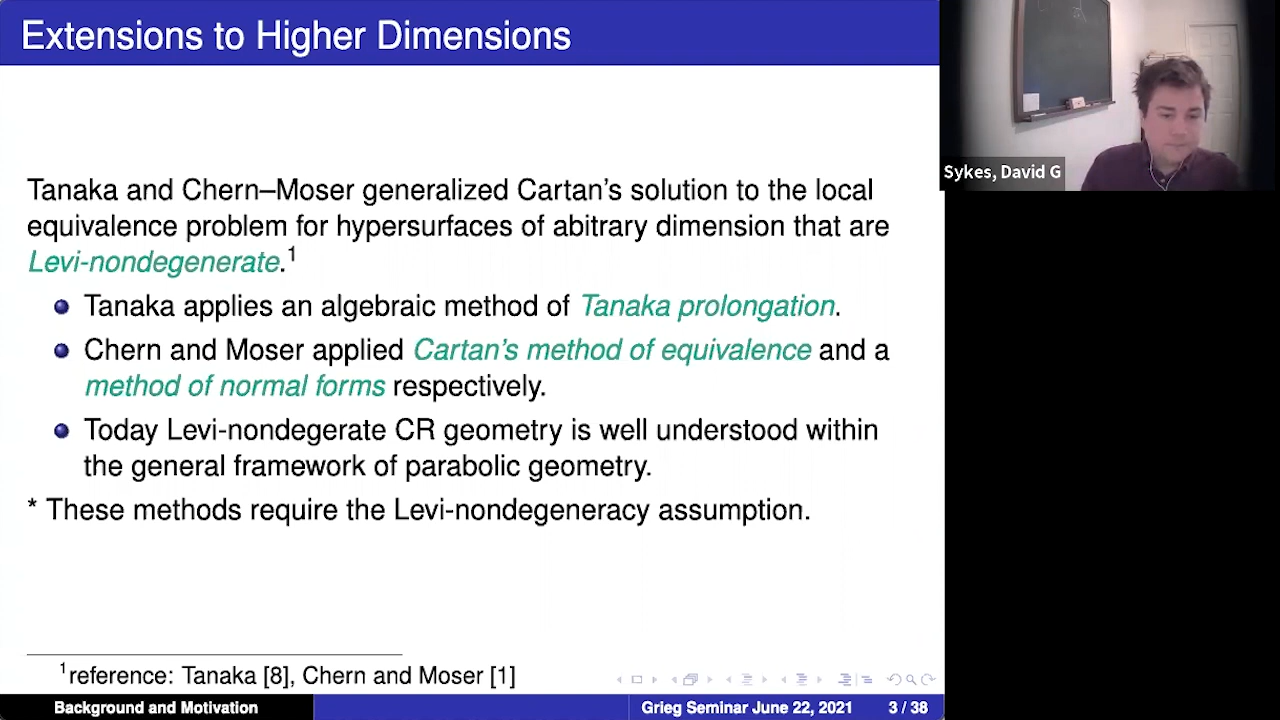 Extensions to Higher Dimensions
Tanaka and Chern–Moser generalized Cartan's solution to the local
equivalence problem for hypersurfaces of abitrary dimension that are
Levi-nondegenerate.¹
Tanaka applies an algebraic method of Tanaka prolongation.
Chern and Moser applied Cartan's method of equivalence and a
method of normal forms respectively.
Today Levi-nondegerate CR geometry is well understood within
the general framework of parabolic geometry.
* These methods require the Levi-nondegeneracy assumption.
¹reference: Tanaka [8], Chern and Moser [1]
Background and Motivation
Grieg Seminar June 22, 2021
3 / 38
Sykes, David G